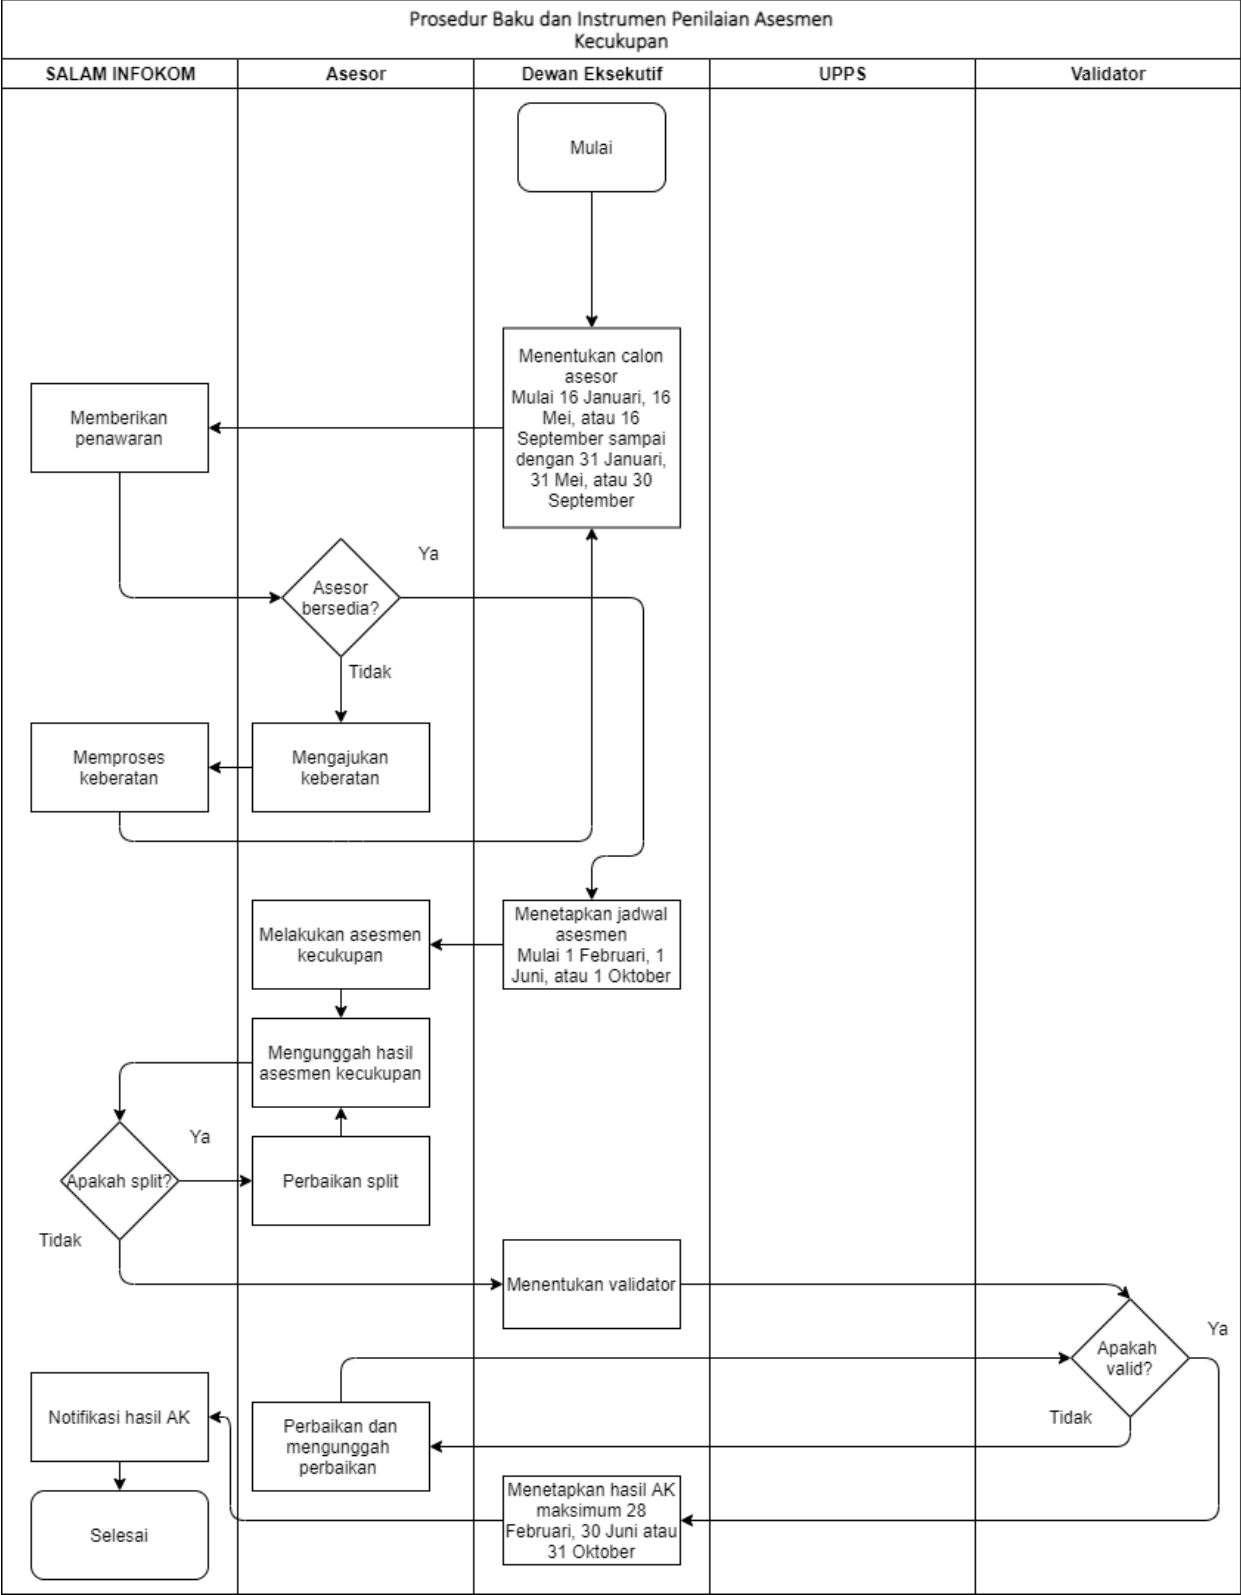 Prosedur Baku dan Instrumen Penilaian Asesmen
Kecukupan
SALAM INFOKOM
Asesor
Dewan Eksekutif
UPPS
Validator
Mulai
Menentukan calon
asesor
Mulai 16 Januari, 16
Mei, atau 16
September sampai
dengan 31 Januari,
31 Mei, atau 30
September
Memberikan
penawaran
Ya
Asesor
bersedia?
Tidak
Memproses
keberatan
Mengajukan
keberatan
Melakukan asesmen
kecukupan
Menetapkan jadwal
asesmen
Mulai 1 Februari, 1
Juni, atau 1 Oktober
Mengunggah hasil
asesmen kecukupan
Ya
Apakah split?
Perbaikan split
Tidak
Menentukan validator
Ya
Apakah
valid?
Tidak
Notifikasi hasil AK
Perbaikan dan
mengunggah
perbaikan
Menetapkan hasil AK
maksimum 28
Februari, 30 Juni atau
31 Oktober
Selesai